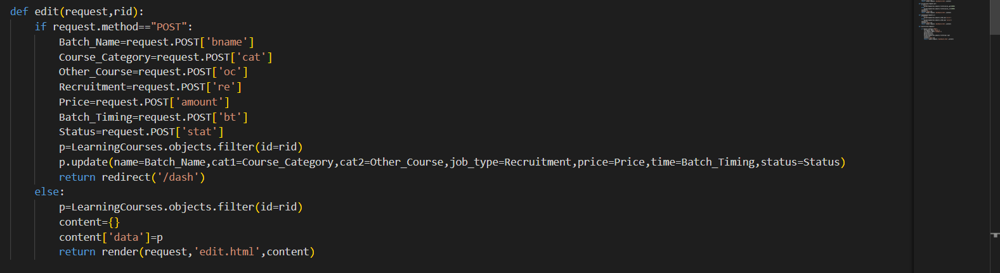 def edit(request,rid):
    if request.method=="POST":
        Batch_Name=request.POST['bname']
        Course_Category=request.POST['cat']
        Other_Course=request.POST['oc']
        Recruitment=request.POST['re']
        Price=request.POST['amount']
        Batch_Timing=request.POST['bt']
        Status=request.POST['stat']
        p=LearningCourses.objects.filter(id=rid)
        p.update(name=Batch_Name,cat1=Course_Category,cat2=Other_Course,job_type=Recruitment,price=Price,time=Batch_Timing,status=Status)
        return redirect('/dash')
    else:
        p=LearningCourses.objects.filter(id=rid)
        content={}
        content['data']=p
        return render(request,'edit.html',content)